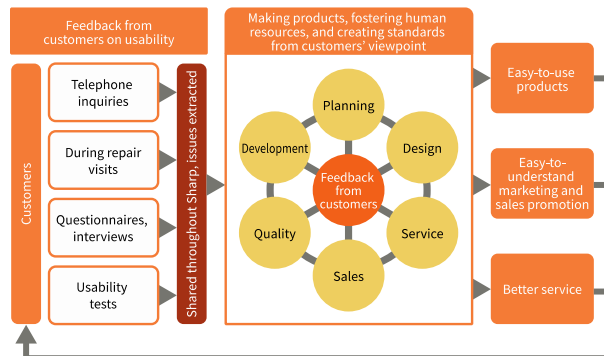 Feedback from
customers on usability
Customers
Telephone
inquiries
During repair
visits
Questionnaires,
interviews
Usability
tests
Shared throughout Sharp, issues extracted
Making products, fostering human
resources, and creating standards
from customers’ viewpoint
Planning
Development
Design
Feedback
from
customers
Quality
Service
Sales
Easy-to-use
products
Easy-to-
understand
marketing and
sales promotion
Better service